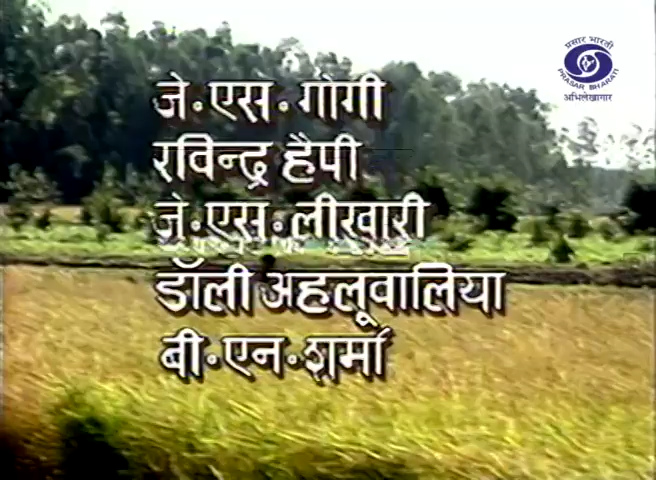 प्रसार भारती
PRASAR BHARATI
अभिलेखागार
जे॰एस॰गोगी
रविन्द्र हैपी
जे॰एस॰लीखारी
डॉली अहलूवालिया
बी॰एन॰शर्मा